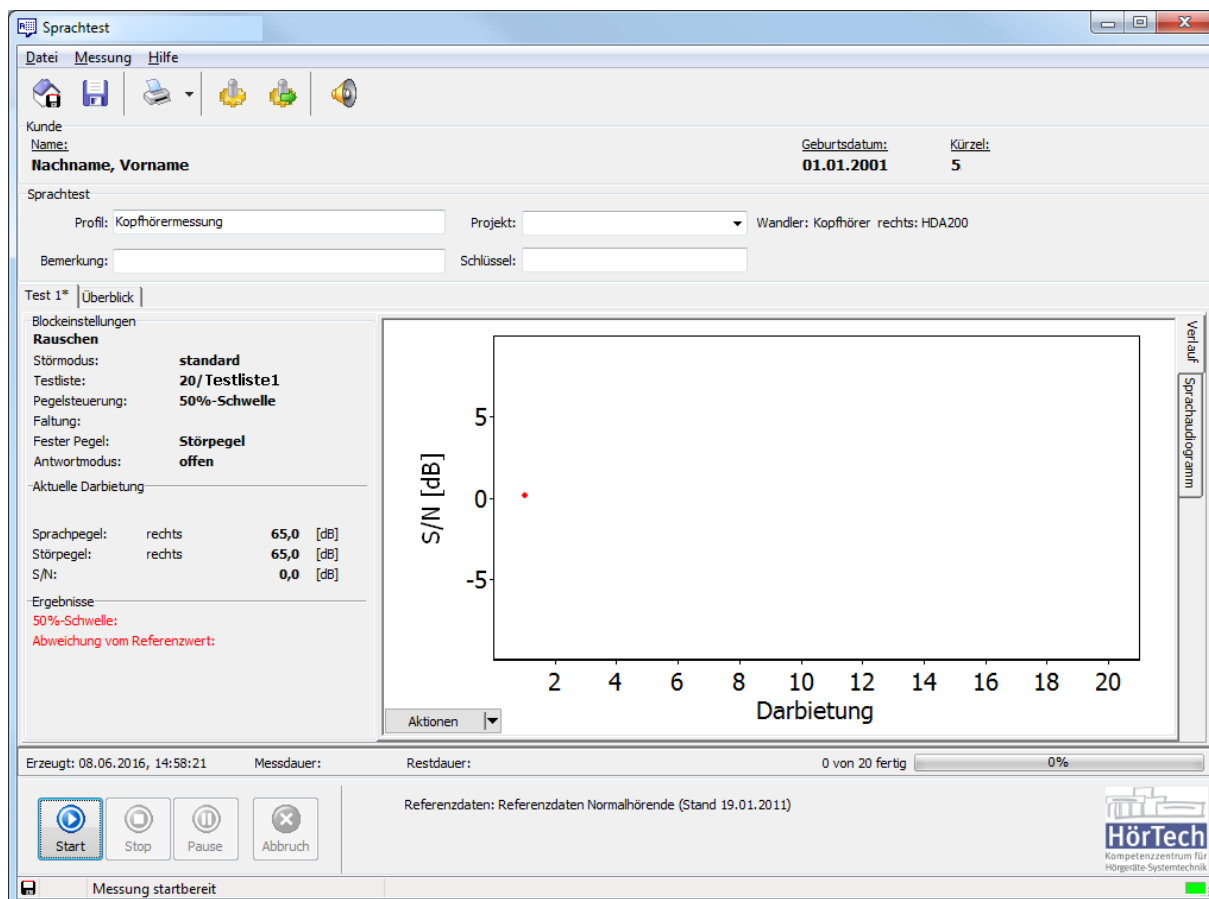 Sprachtest
Datei Messung Hilfe
Kunde
Name: Geburtsdatum: Kürzel:
Nachname, Vorname 01.01.2001 5
Sprachtest
Profil: Kopfhörermessung Projekt: Wandler: Kopfhörer rechts: HDA200
Bemerkung: Schlüssel:
Test 1* Überblick
Blockeinstellungen
Rauschen
Störmodus: standard
Testliste: 20/Testliste1
Pegelsteuerung: 50%-Schwelle
Faltung:
Fester Pegel: Störpegel
Antwortmodus: offen
Aktuelle Darbietung
Sprachpegel: rechts 65,0 [dB]
Störpegel: rechts 65,0 [dB]
S/N: 0,0 [dB]
Ergebnisse
50%-Schwelle:
Abweichung vom Referenzwert:
S/N [dB]
5
0
-5
2 4 6 8 10 12 14 16 18 20
Darbietung
Aktionen
Verlauf
Sprachaudiogramm
Erzeugt: 08.06.2016, 14:58:21 Messdauer: Restdauer: 0 von 20 fertig 0%
Start Stop Pause Abbruch
Referenzdaten: Referenzdaten Normalhörende (Stand 19.01.2011)
HörTech
Kompetenzzentrum für
Hörgeräte-Systemtechnik
Messung startbereit